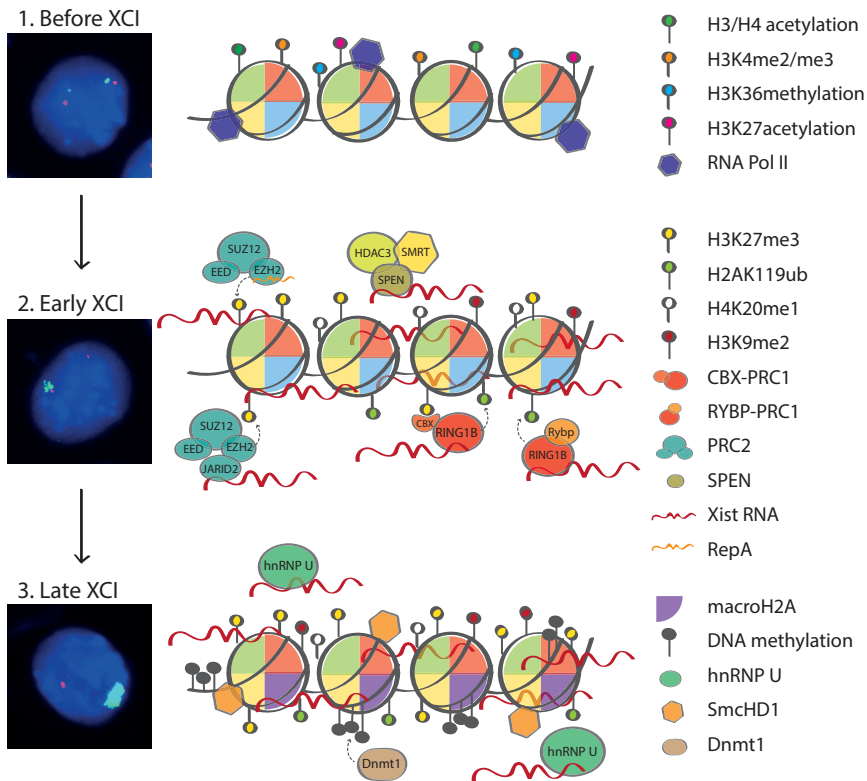 1. Before XCI
H3/H4 acetylation
H3K4me2/me3
H3K36methylation
H3K27acetylation
RNA Pol II
2. Early XCI
SUZ12
EED
EZH2
HDAC3
SMRT
SPEN
SUZ12
EED
EZH2
JARID2
CBX
RING1B
Rybp
RING1B
H3K27me3
H2AK119ub
H4K20me1
H3K9me2
CBX-PRC1
RYBP-PRC1
PRC2
SPEN
Xist RNA
RepA
3. Late XCI
hnRNP U
Dnmt1
hnRNP U
macroH2A
DNA methylation
hnRNP U
SmcHD1
Dnmt1